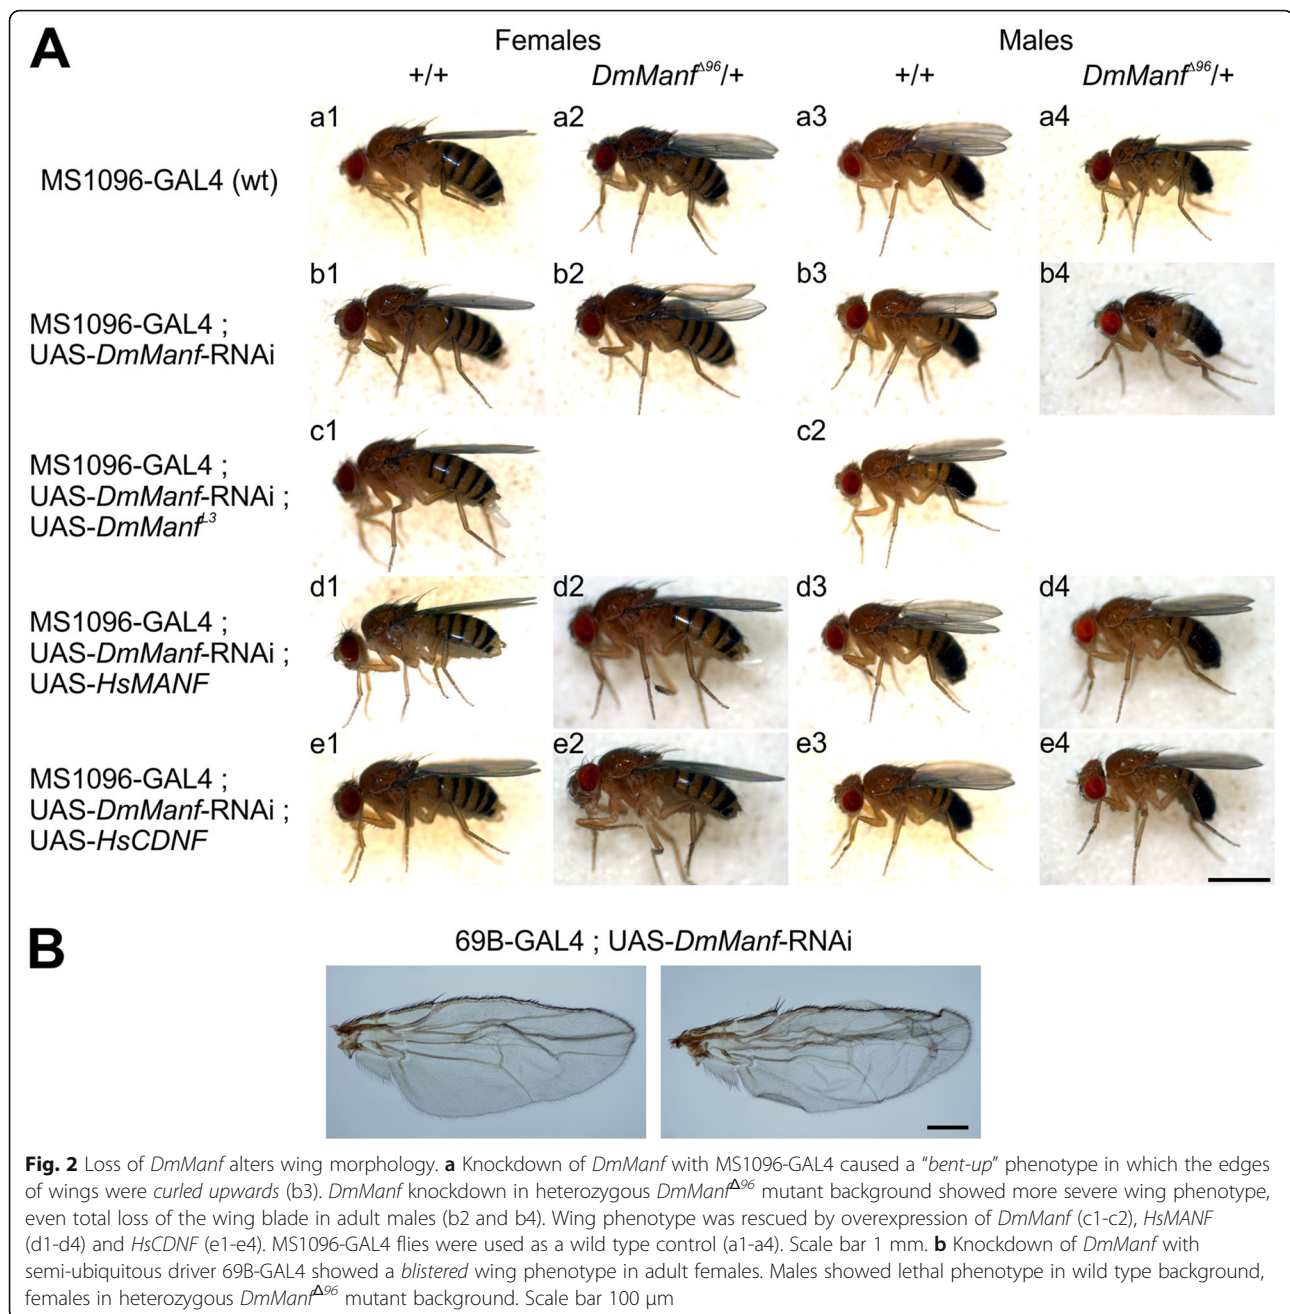 A
Females
Males
+/+
DmManf^Δ96/+
+/+
DmManf^Δ96/+
a1
a2
a3
a4
MS1096-GAL4 (wt)
b1
b2
b3
b4
MS1096-GAL4 ;
UAS-DmManf-RNAi
c1
c2
MS1096-GAL4 ;
UAS-DmManf-RNAi ;
UAS-DmManf^L3
d1
d2
d3
d4
MS1096-GAL4 ;
UAS-DmManf-RNAi ;
UAS-HsMANF
e1
e2
e3
e4
MS1096-GAL4 ;
UAS-DmManf-RNAi ;
UAS-HsCDNF
B
69B-GAL4 ; UAS-DmManf-RNAi
Fig. 2 Loss of DmManf alters wing morphology. a Knockdown of DmManf with MS1096-GAL4 caused a “bent-up” phenotype in which the edges
of wings were curled upwards (b3). DmManf knockdown in heterozygous DmManf^Δ96 mutant background showed more severe wing phenotype,
even total loss of the wing blade in adult males (b2 and b4). Wing phenotype was rescued by overexpression of DmManf (c1-c2), HsMANF
(d1-d4) and HsCDNF (e1-e4). MS1096-GAL4 flies were used as a wild type control (a1-a4). Scale bar 1 mm. b Knockdown of DmManf with
semi-ubiquitous driver 69B-GAL4 showed a blistered wing phenotype in adult females. Males showed lethal phenotype in wild type background,
females in heterozygous DmManf^Δ96 mutant background. Scale bar 100 μm